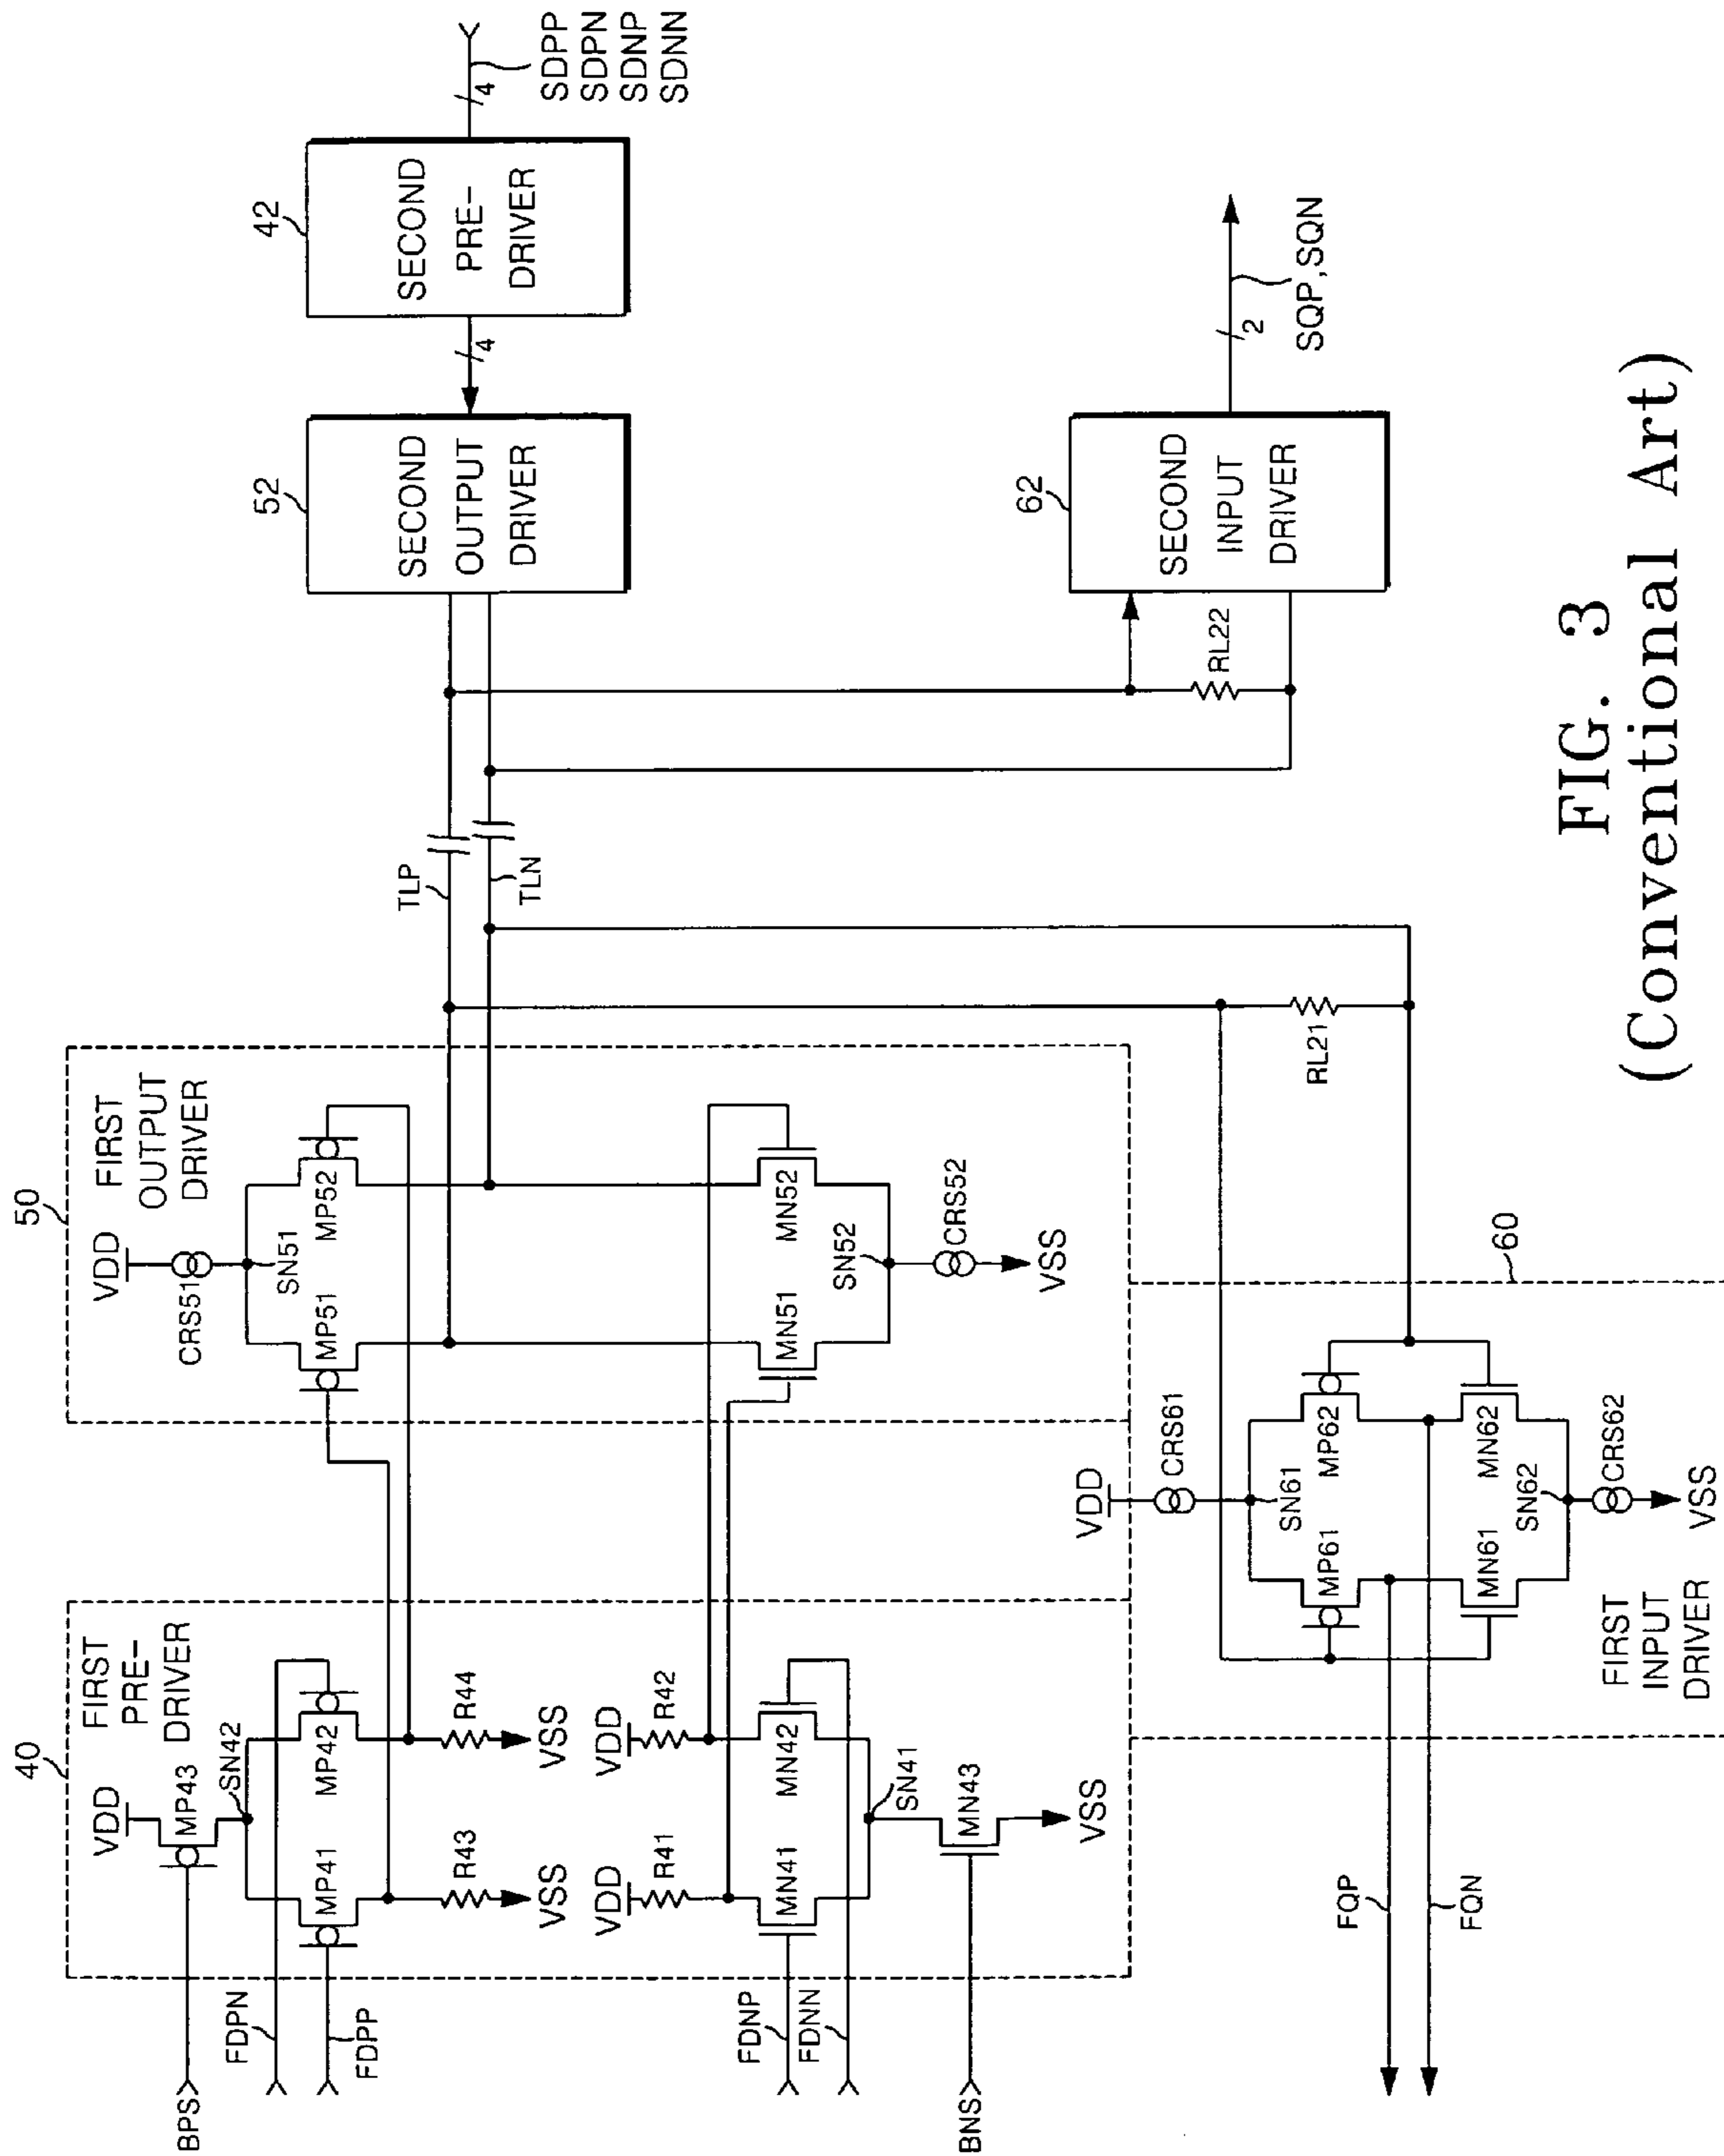 40
FIRST
PRE-
DRIVER
VDD
MP43
BPS
SN42
FDPN
MP41
MP42
FDPP
R43
R44
VSS
VSS
VDD
VDD
R41
R42
FDNP
MN41
MN42
FDNN
SN41
BNS
MN43
VSS
50
FIRST
OUTPUT
DRIVER
VDD
CRS51
SN51
MP51
MP52
MN51
MN52
SN52
CRS52
VSS
TLP
TLN
52
SECOND
OUTPUT
DRIVER
4
42
SECOND
PRE-
DRIVER
4
SDPP
SDPN
SDNP
SDNN
RL21
RL22
62
SECOND
INPUT
DRIVER
2
SQP,SQN
60
VDD
CRS61
SN61
MP61
MP62
FQP
FQN
MN61
MN62
SN62
CRS62
VSS
FIRST
INPUT
DRIVER
FIG. 3
(Conventional Art)